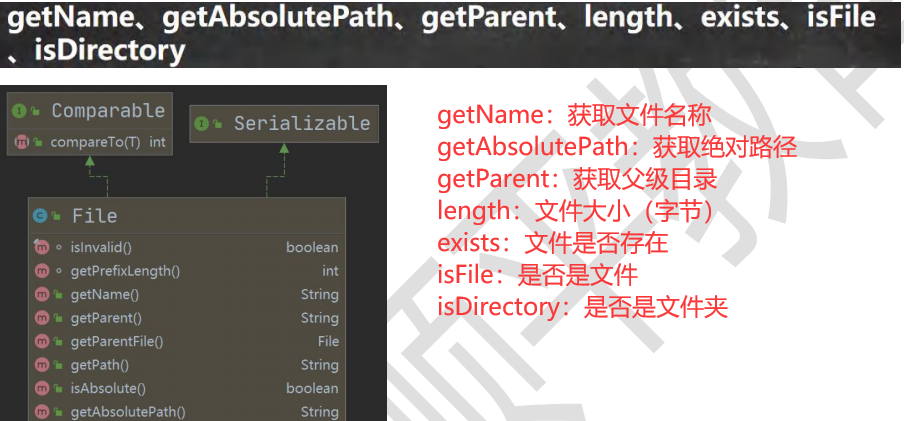 getName、getAbsolutePath、getParent、length、exists、isFile
、isDirectory
Comparable
compareTo(T) int
Serializable
File
isInvalid() boolean
getPrefixLength() int
getName() String
getParent() String
getParentFile() File
getPath() String
isAbsolute() boolean
getAbsolutePath() String
getName：获取文件名称
getAbsolutePath：获取绝对路径
getParent：获取父级目录
length：文件大小（字节）
exists：文件是否存在
isFile：是否是文件
isDirectory：是否是文件夹